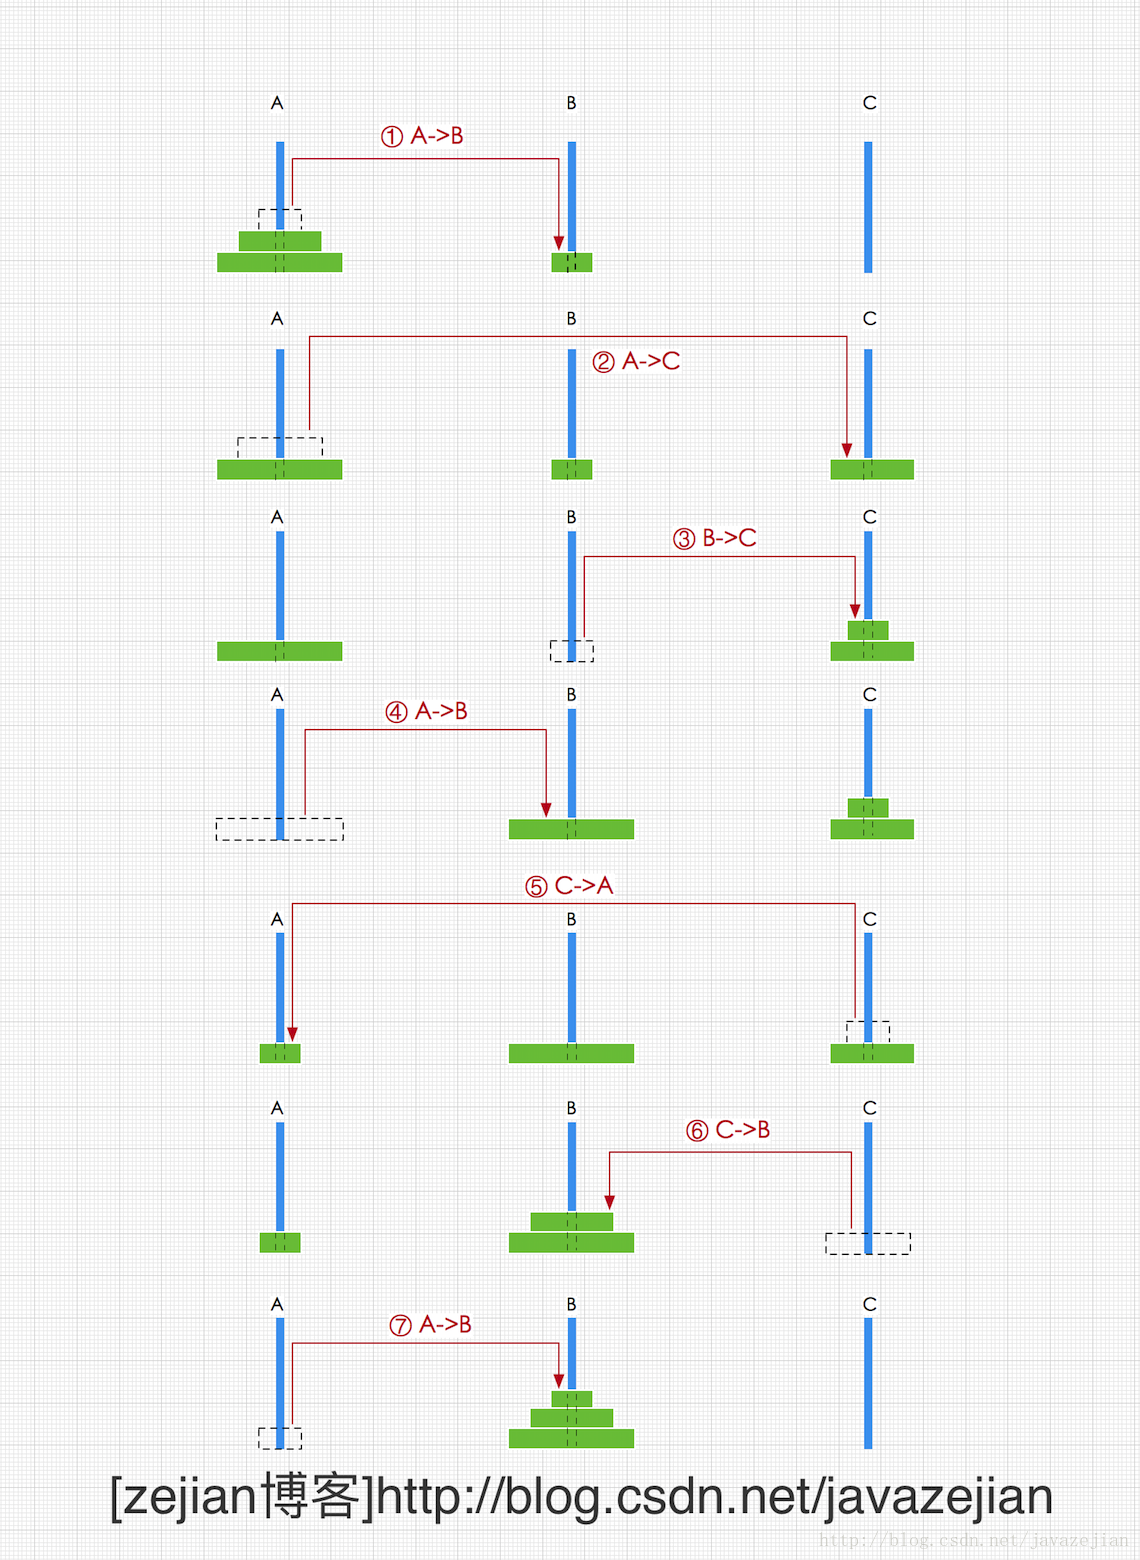 A B C
① A->B
A B C
② A->C
A B C
③ B->C
A B C
④ A->B
⑤ C->A
A B C
A B C
⑥ C->B
A B C
⑦ A->B
[zejian博客]http://blog.csdn.net/javazejian
http://blog.csdn.net/javazejian